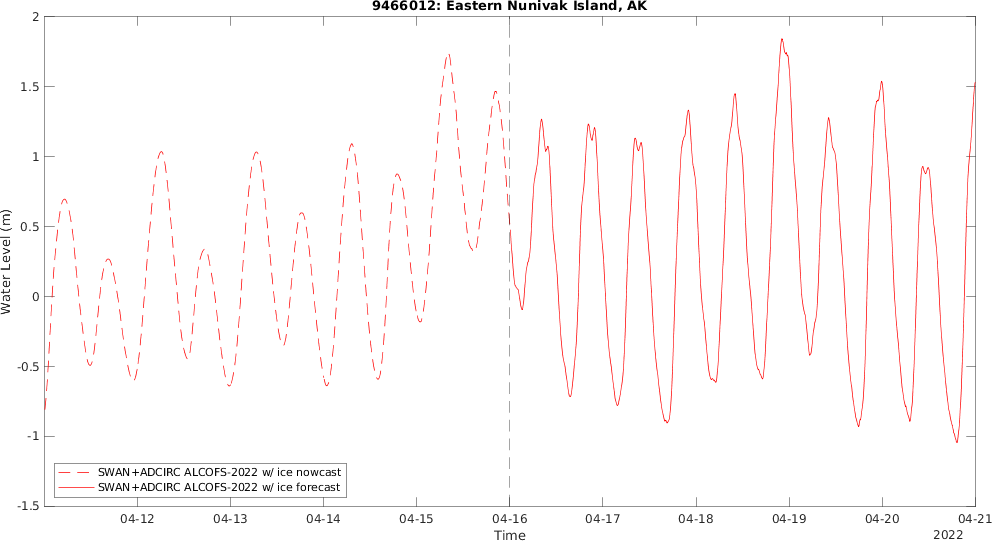 9466012: Eastern Nunivak Island, AK
2
1.5
1
0.5
0
-0.5
-1
-1.5
Water Level (m)
SWAN+ADCIRC ALCOFS-2022 w/ ice nowcast
SWAN+ADCIRC ALCOFS-2022 w/ ice forecast
04-12 04-13 04-14 04-15 04-16 04-17 04-18 04-19 04-20 04-21
Time
2022